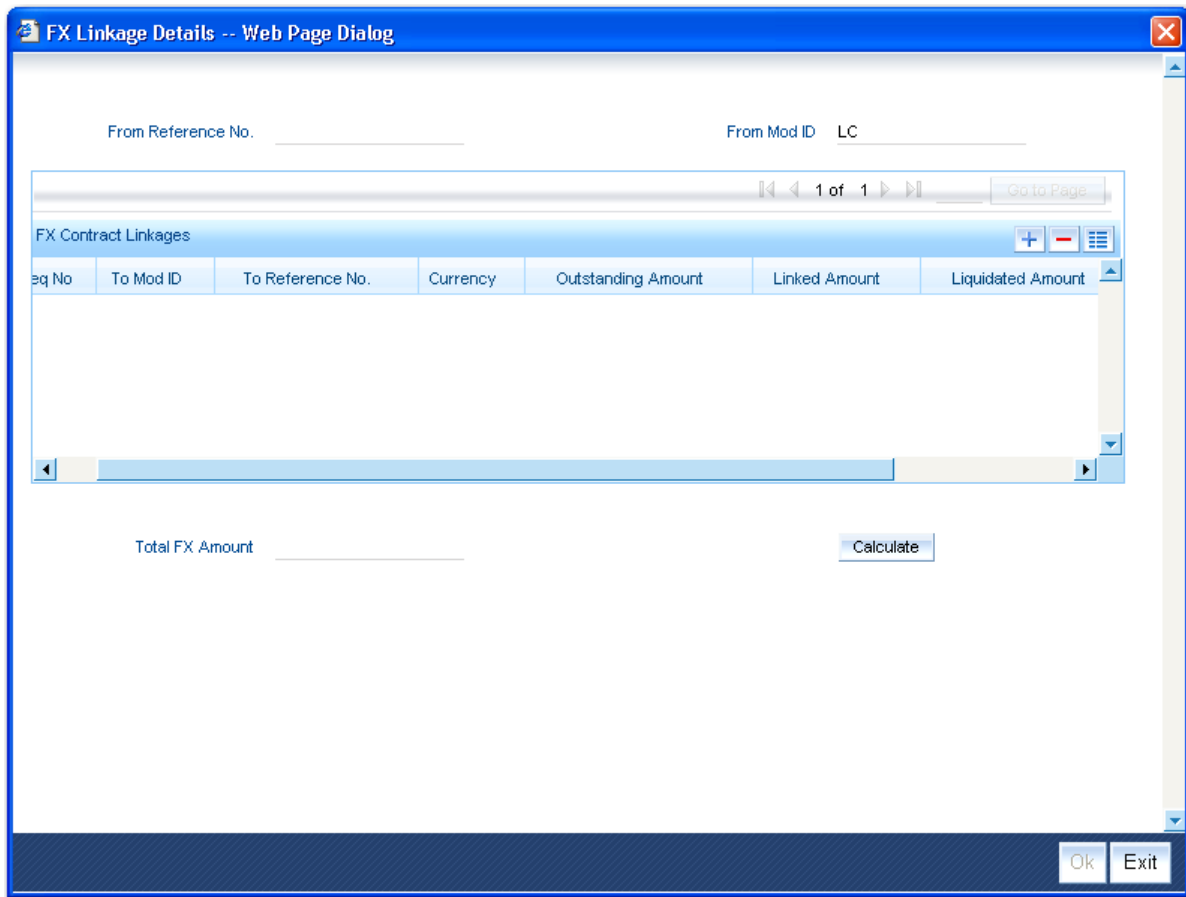 FX Linkage Details -- Web Page Dialog
From Reference No. From Mod ID LC
1 of 1 Go to Page
FX Contract Linkages
eq No To Mod ID To Reference No. Currency Outstanding Amount Linked Amount Liquidated Amount
Total FX Amount Calculate
Ok Exit